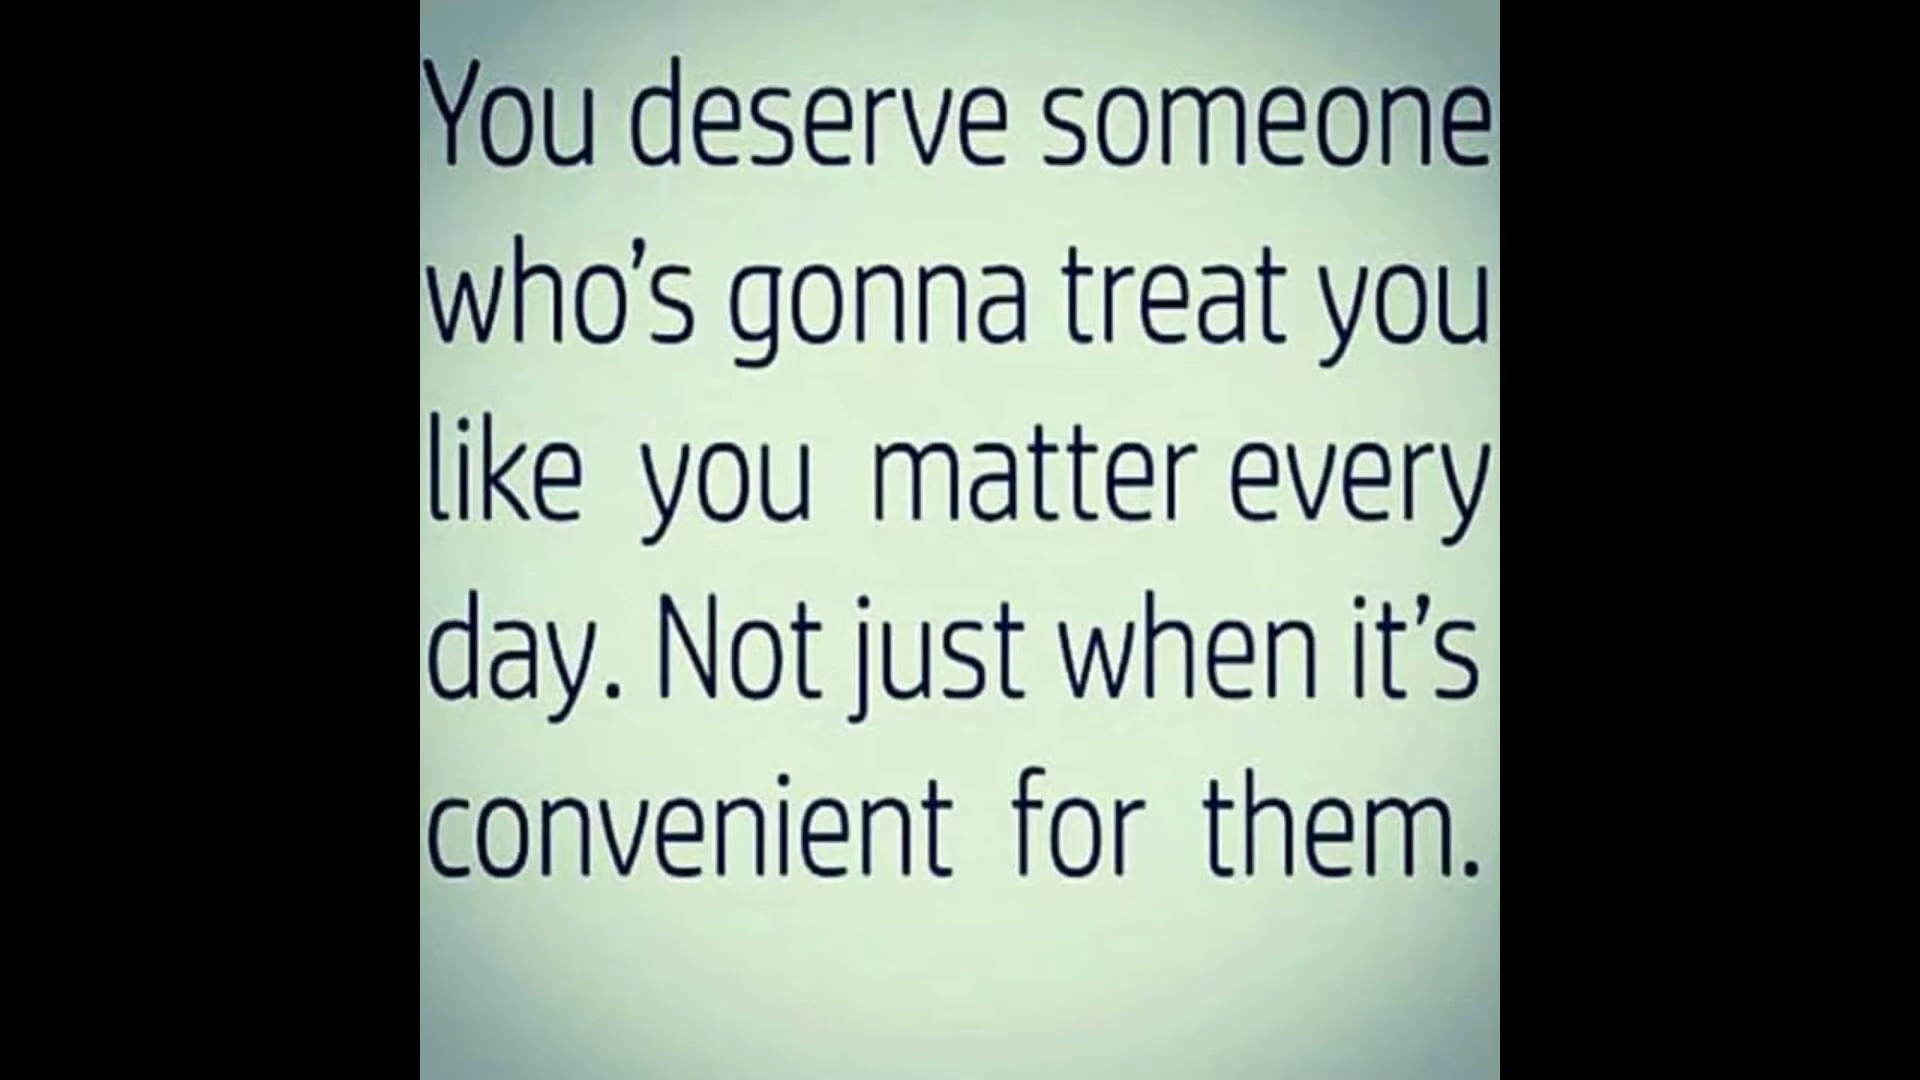 You deserve someone
who’s gonna treat you
like you matter every
day. Not just when it’s
convenient for them.